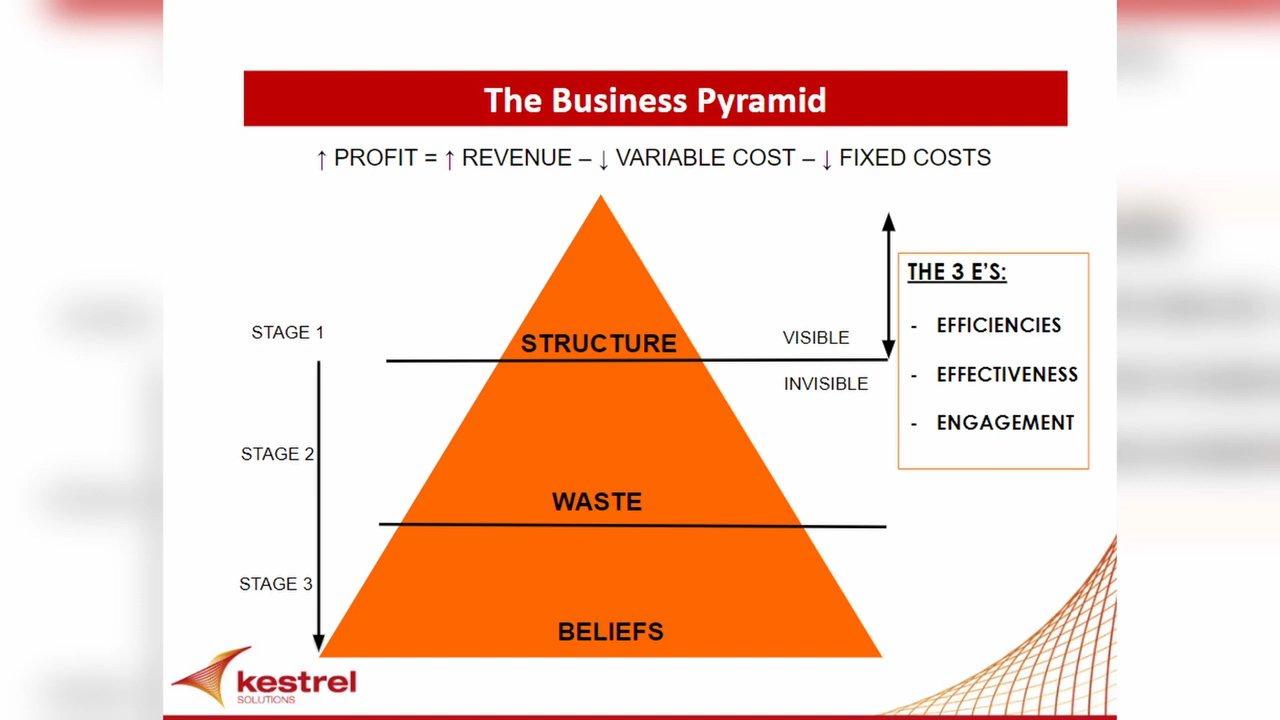 The Business Pyramid
↑ PROFIT = ↑ REVENUE – ↓ VARIABLE COST – ↓ FIXED COSTS
THE 3 E'S:
- EFFICIENCIES
- EFFECTIVENESS
- ENGAGEMENT
STAGE 1
STRUCTURE
VISIBLE
INVISIBLE
STAGE 2
WASTE
STAGE 3
BELIEFS
kestrel
SOLUTIONS